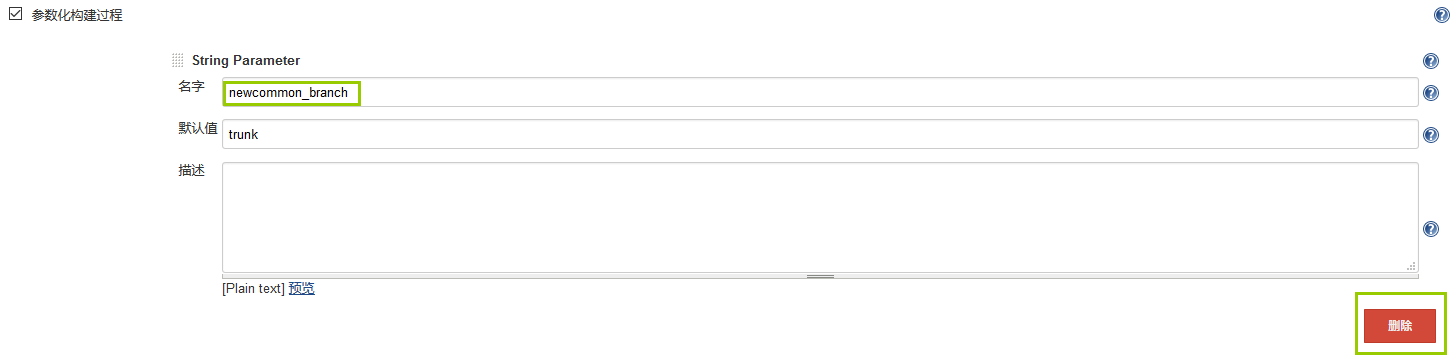 参数化构建过程
String Parameter
名字 newcommon_branch
默认值 trunk
描述
[Plain text] 预览
删除